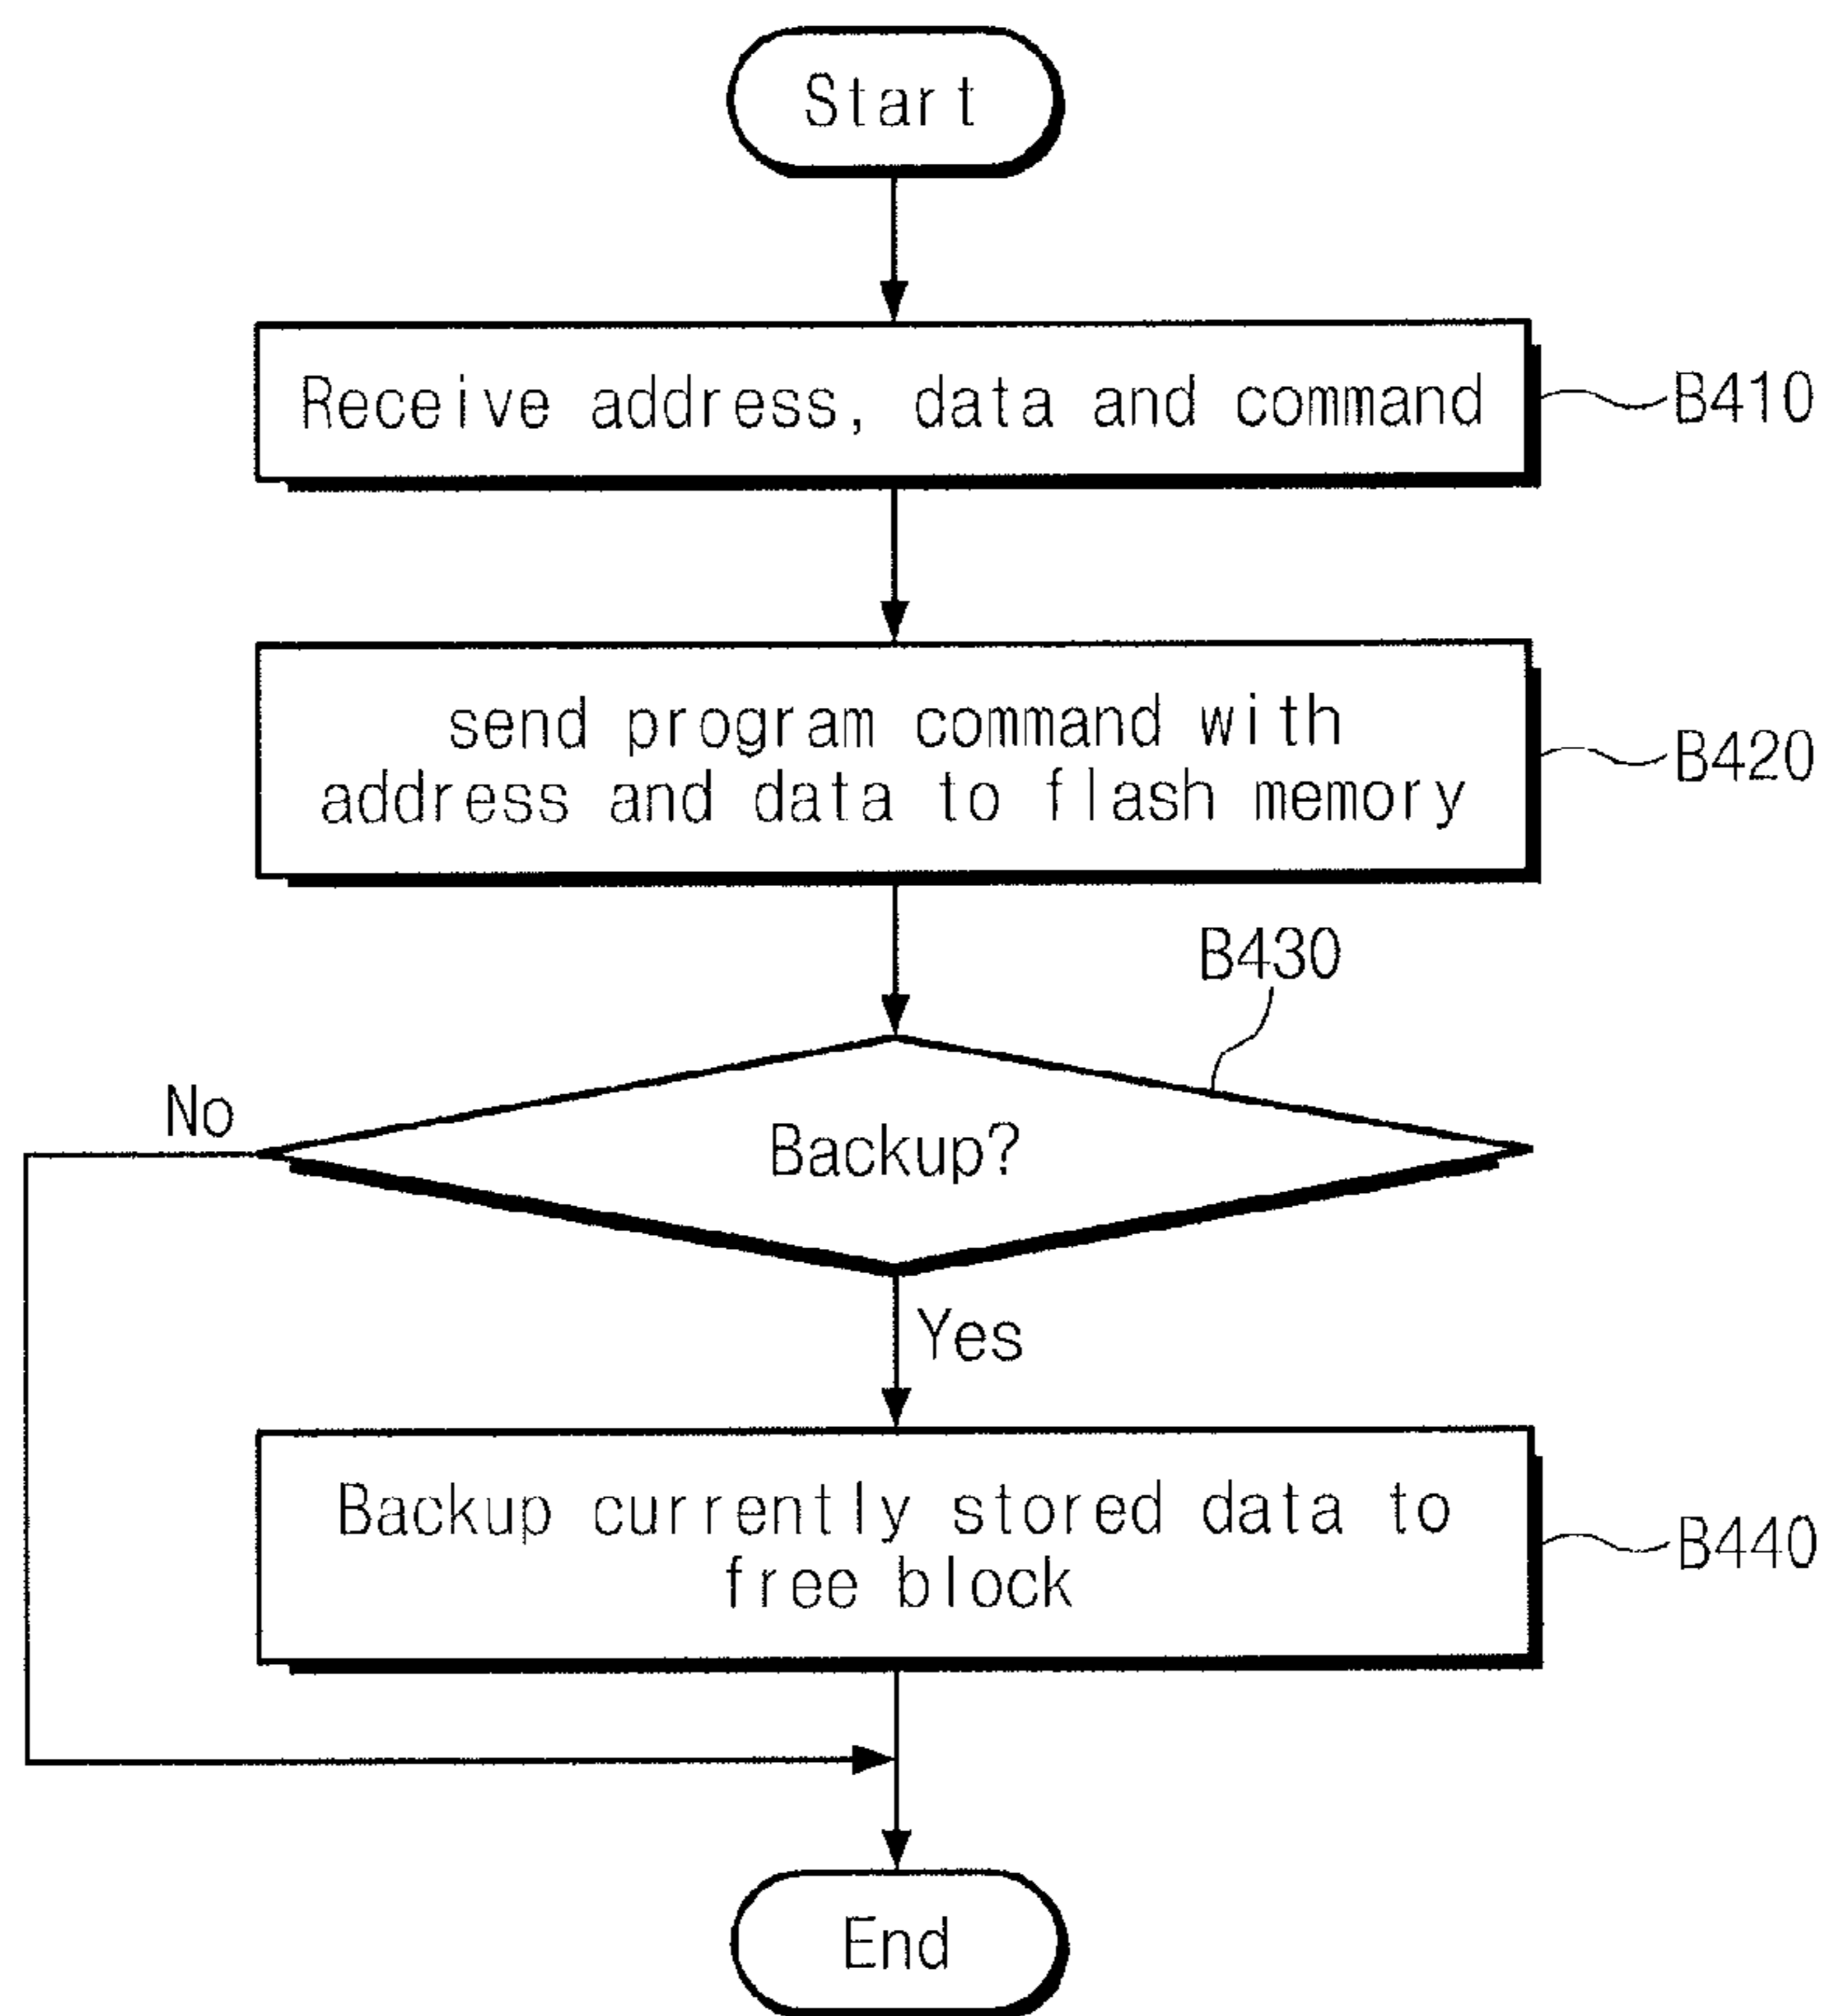 Start
Receive address, data and command
B410
send program command with
address and data to flash memory
B420
B430
No
Backup?
Yes
Backup currently stored data to
free block
B440
End